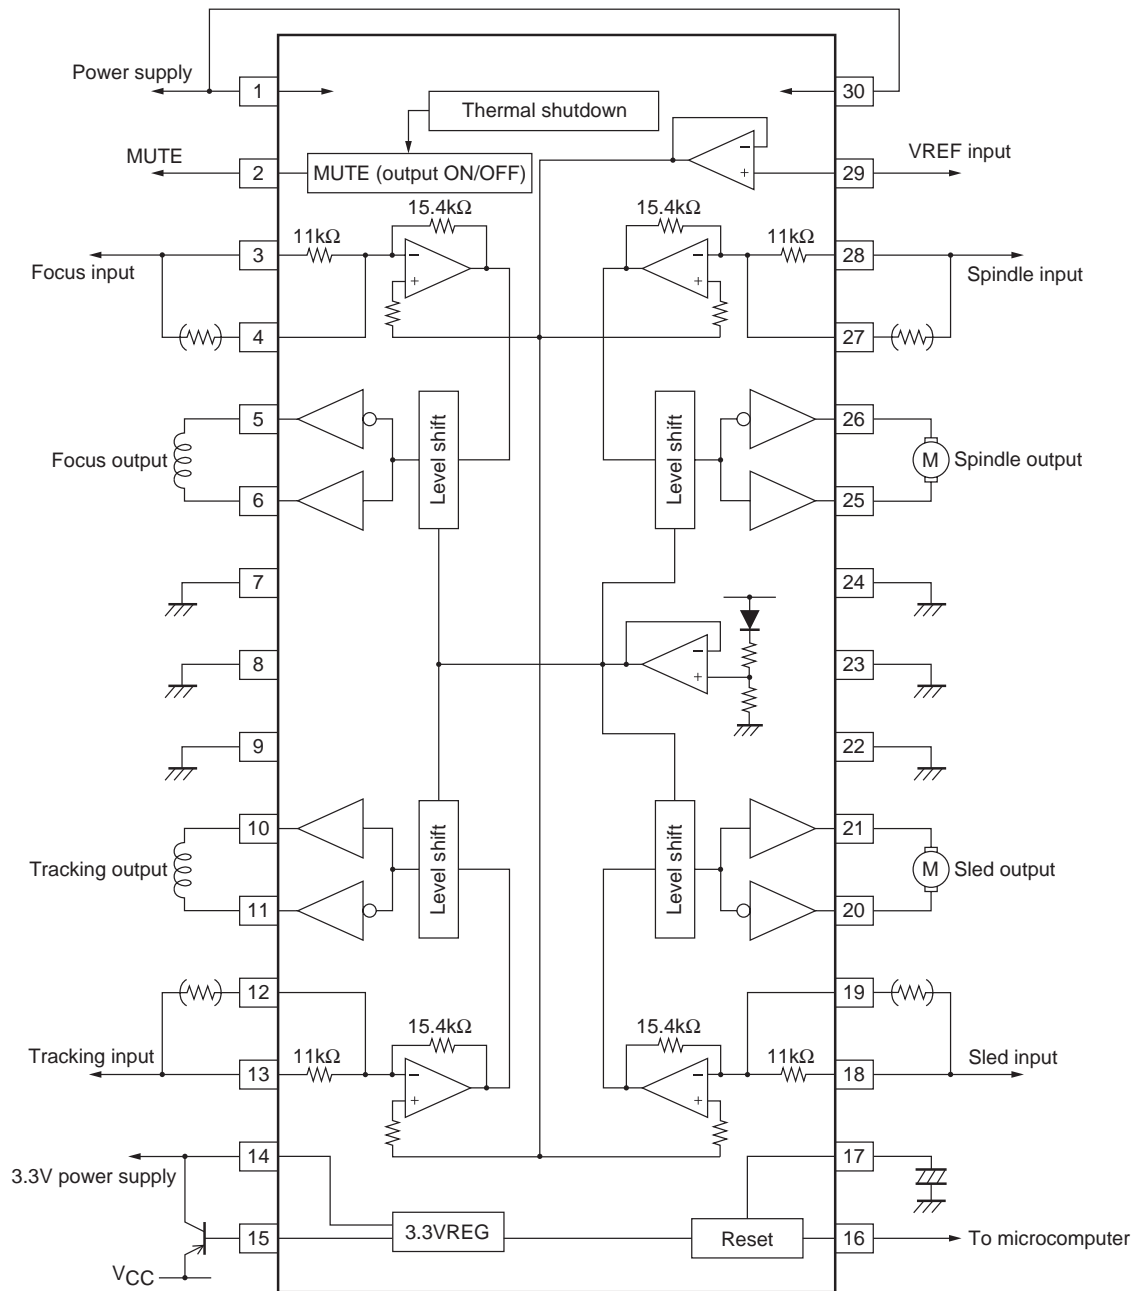 Power supply
1
30
Thermal shutdown
MUTE
2
MUTE (output ON/OFF)
−
+
29
VREF input
15.4kΩ
15.4kΩ
11kΩ
11kΩ
3
−
+
−
+
28
Focus input
Spindle input
4
27
5
Level shift
Level shift
26
Focus output
M
Spindle output
6
25
7
24
8
−
+
23
9
22
10
Level shift
Level shift
21
Tracking output
M
Sled output
11
20
12
19
15.4kΩ
15.4kΩ
Tracking input
11kΩ
11kΩ
Sled input
13
−
+
−
+
18
14
17
3.3V power supply
15
3.3VREG
Reset
16
To microcomputer
VCC